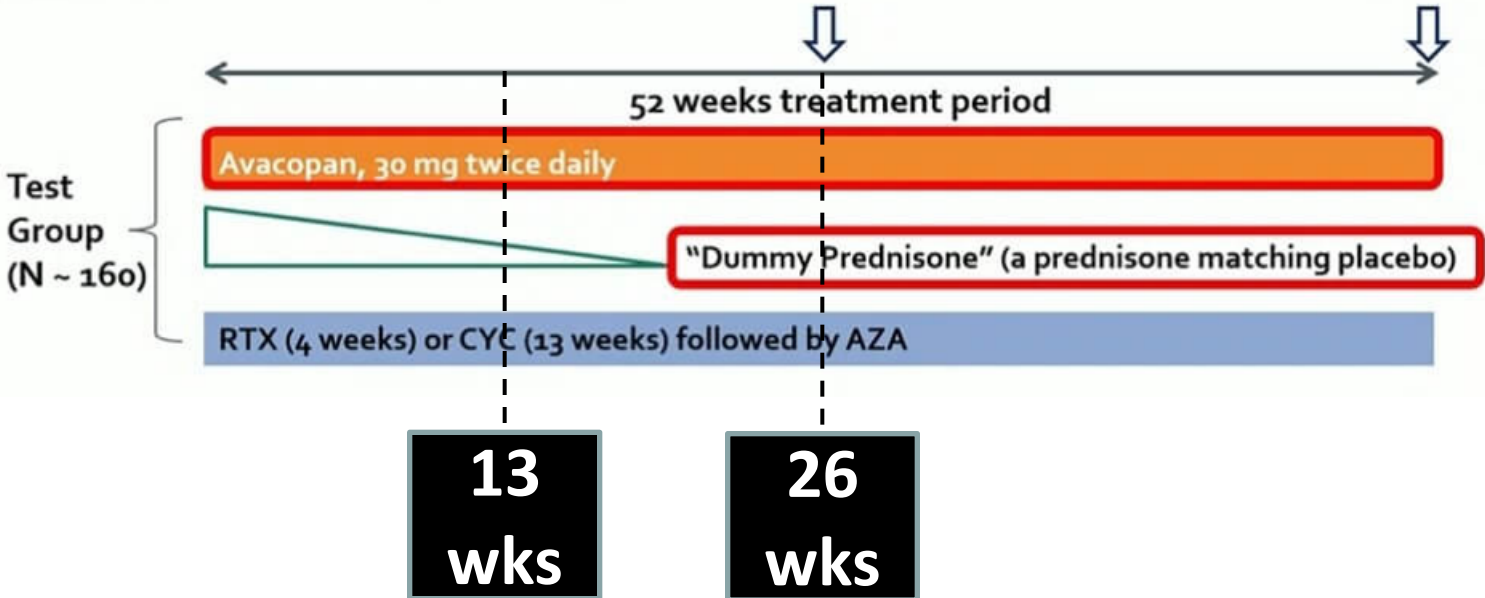 52 weeks treatment period
Test
Group
(N ~ 160)
Avacopan, 30 mg twice daily
“Dummy Prednisone” (a prednisone matching placebo)
RTX (4 weeks) or CYC (13 weeks) followed by AZA
13
wks
26
wks